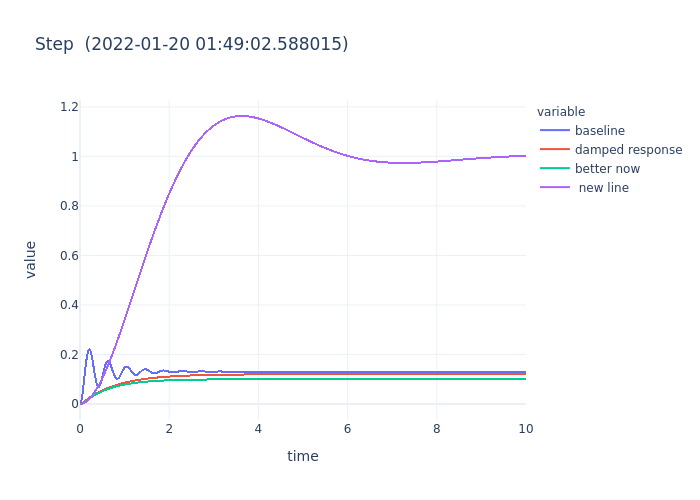 Step (2022-01-20 01:49:02.588015)
variable
baseline
damped response
better now
new line
value
1.2
1
0.8
0.6
0.4
0.2
0
0 2 4 6 8 10
time